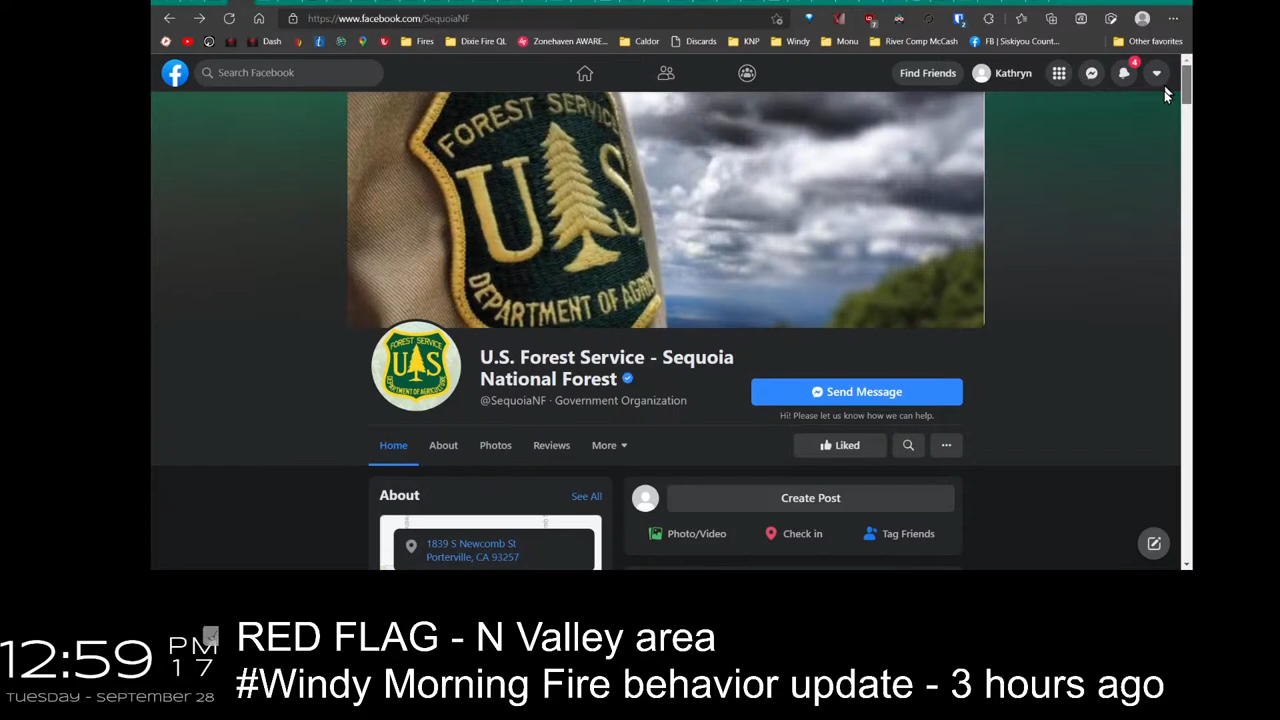 https://www.facebook.com/SequoiaNF
Dash
Fires
Dixie Fire QL
Zonehaven AWARE...
Caldor
Discards
KNP
Windy
Monu
River Comp McCash
FB | Siskiyou Count...
Other favorites
Search Facebook
Find Friends
Kathryn
4
FOREST SERVICE
US
DEPARTMENT OF AGRIC
FOREST SERVICE
US
DEPARTMENT OF AGRICULTURE
U.S. Forest Service - Sequoia
National Forest
@SequoiaNF · Government Organization
Send Message
Hi! Please let us know how we can help.
Home
About
Photos
Reviews
More
Liked
About
See All
Create Post
1839 S Newcomb St
Porterville, CA 93257
Photo/Video
Check in
Tag Friends
12:59 PM
17
TUESDAY - SEPTEMBER 28
RED FLAG - N Valley area
#Windy Morning Fire behavior update - 3 hours ago